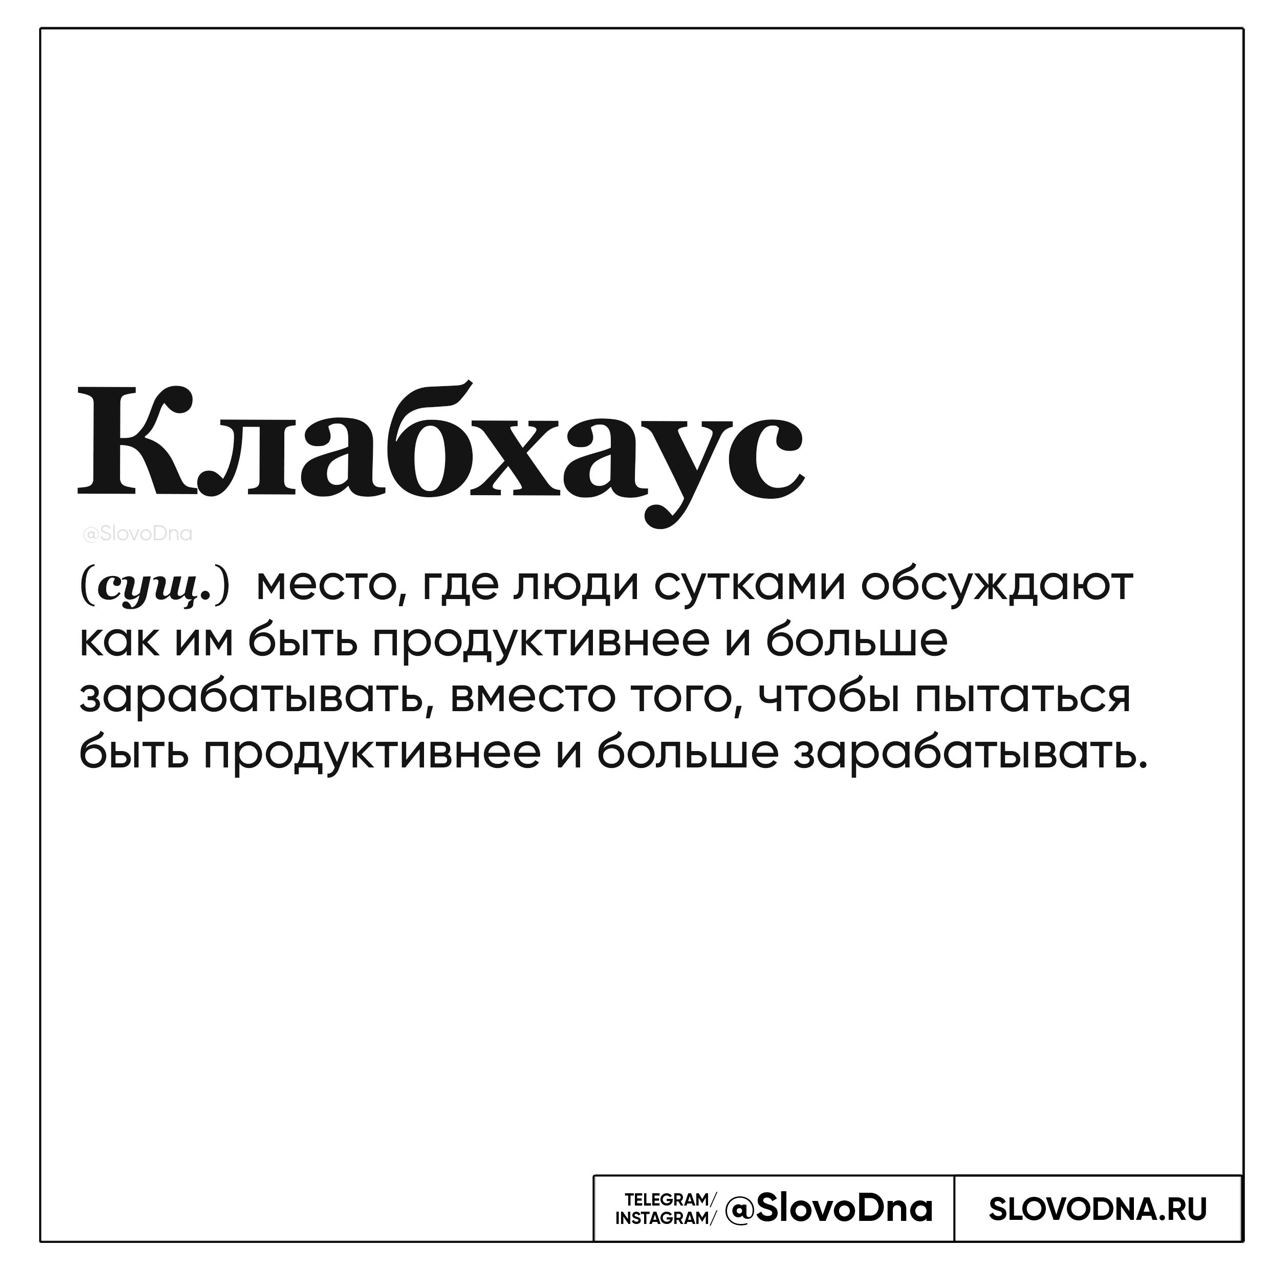 Клабхаус
@SlovoDna
(сущ.) место, где люди сутками обсуждают
как им быть продуктивнее и больше
зарабатывать, вместо того, чтобы пытаться
быть продуктивнее и больше зарабатывать.
TELEGRAM/
INSTAGRAM/
@SlovoDna
SLOVODNA.RU